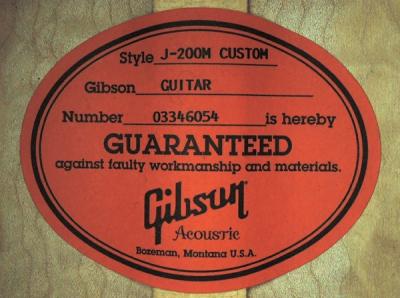 Style J-200M CUSTOM
Gibson GUITAR
Number 03346054 is hereby
GUARANTEED
against faulty workmanship and materials.
Gibson
Acoustic
Bozeman, Montana U.S.A.